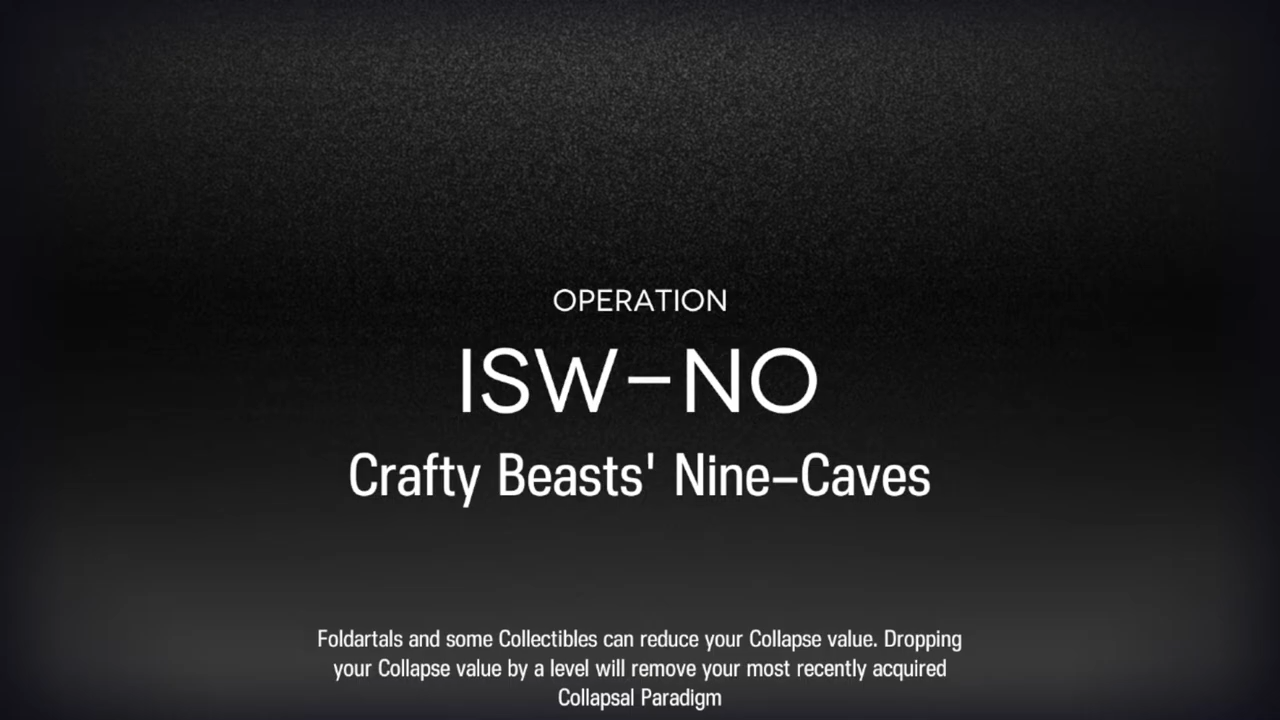 OPERATION
ISW-NO
Crafty Beasts' Nine-Caves
Foldartals and some Collectibles can reduce your Collapse value. Dropping
your Collapse value by a level will remove your most recently acquired
Collapsal Paradigm